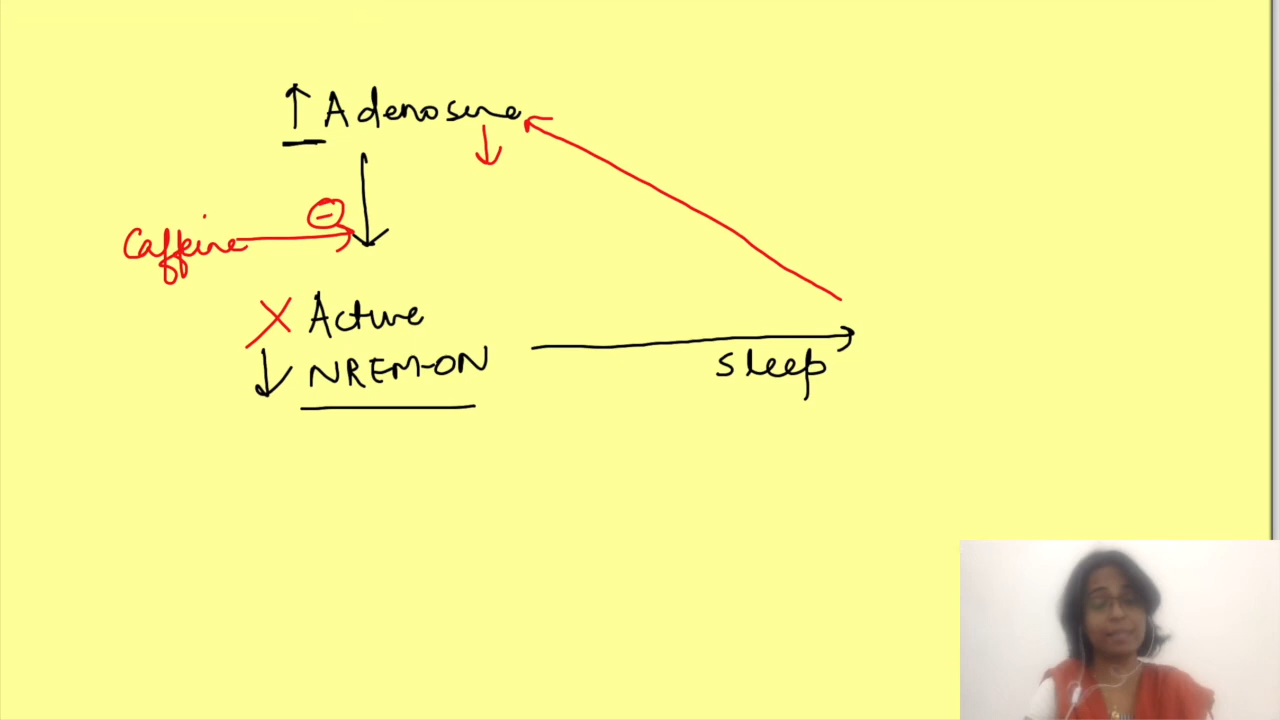 ↑ Adenosine
↓
Caffeine
Active
↓ NREM-ON
sleep